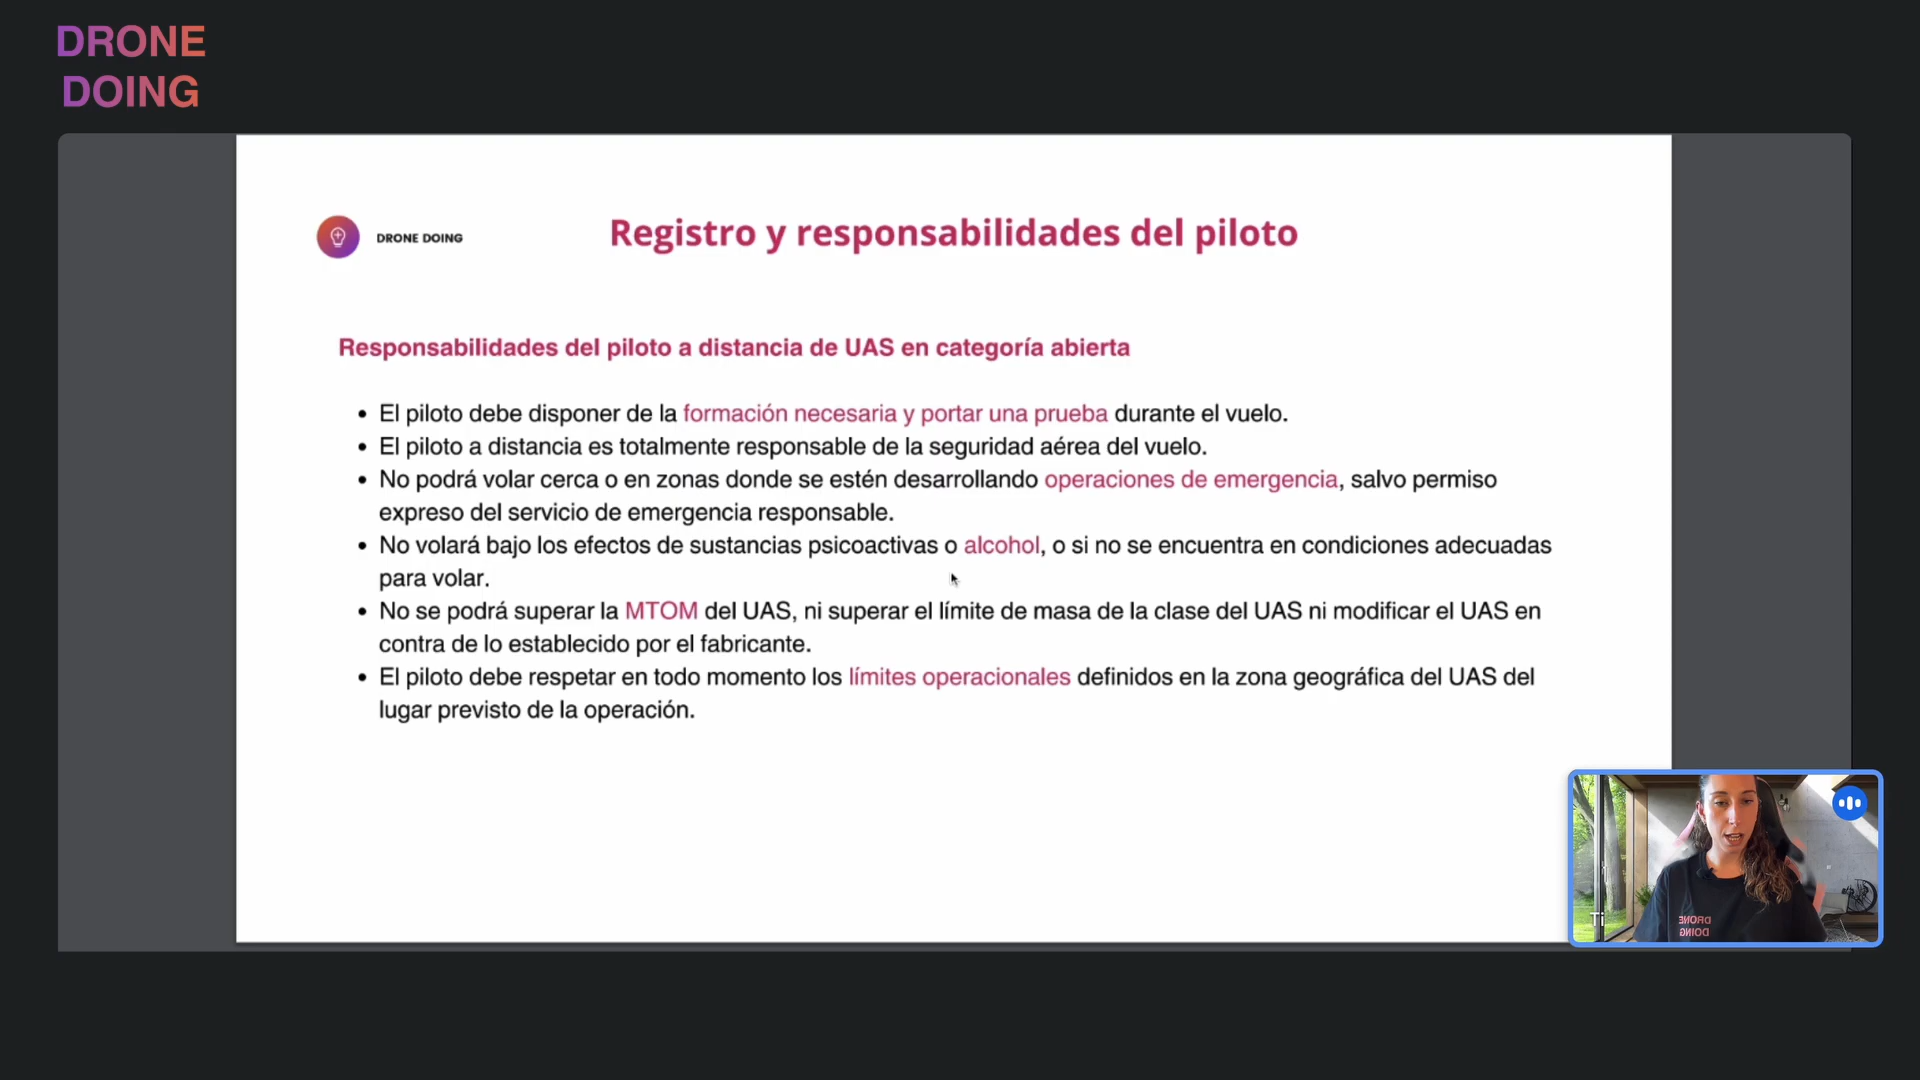 DRONE
DOING
DRONE DOING
Registro y responsabilidades del piloto
Responsabilidades del piloto a distancia de UAS en categoría abierta
• El piloto debe disponer de la formación necesaria y portar una prueba durante el vuelo.
• El piloto a distancia es totalmente responsable de la seguridad aérea del vuelo.
• No podrá volar cerca o en zonas donde se estén desarrollando operaciones de emergencia, salvo permiso
expreso del servicio de emergencia responsable.
• No volará bajo los efectos de sustancias psicoactivas o alcohol, o si no se encuentra en condiciones adecuadas
para volar.
• No se podrá superar la MTOM del UAS, ni superar el límite de masa de la clase del UAS ni modificar el UAS en
contra de lo establecido por el fabricante.
• El piloto debe respetar en todo momento los límites operacionales definidos en la zona geográfica del UAS del
lugar previsto de la operación.
Ti
DRONE
DOING